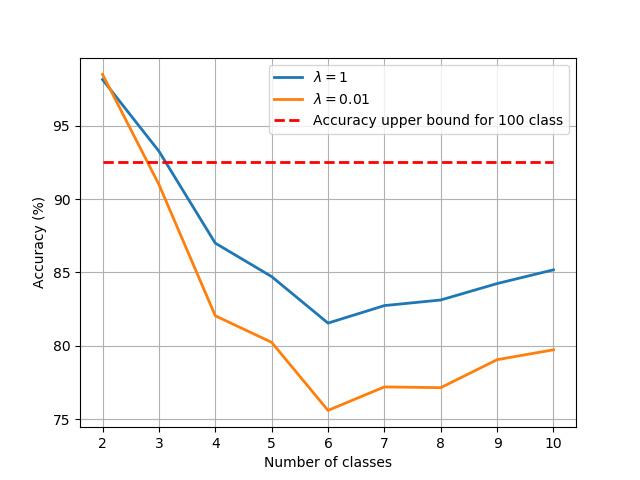 λ = 1
λ = 0.01
Accuracy upper bound for 100 class
95
90
85
80
75
Accuracy (%)
2 3 4 5 6 7 8 9 10
Number of classes